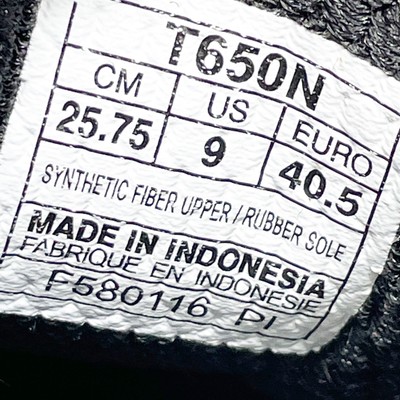 T650N
CM US EURO
25.75 9 40.5
SYNTHETIC FIBER UPPER / RUBBER SOLE
MADE IN INDONESIA
FABRIQUE EN INDONESIE
F580116 PI